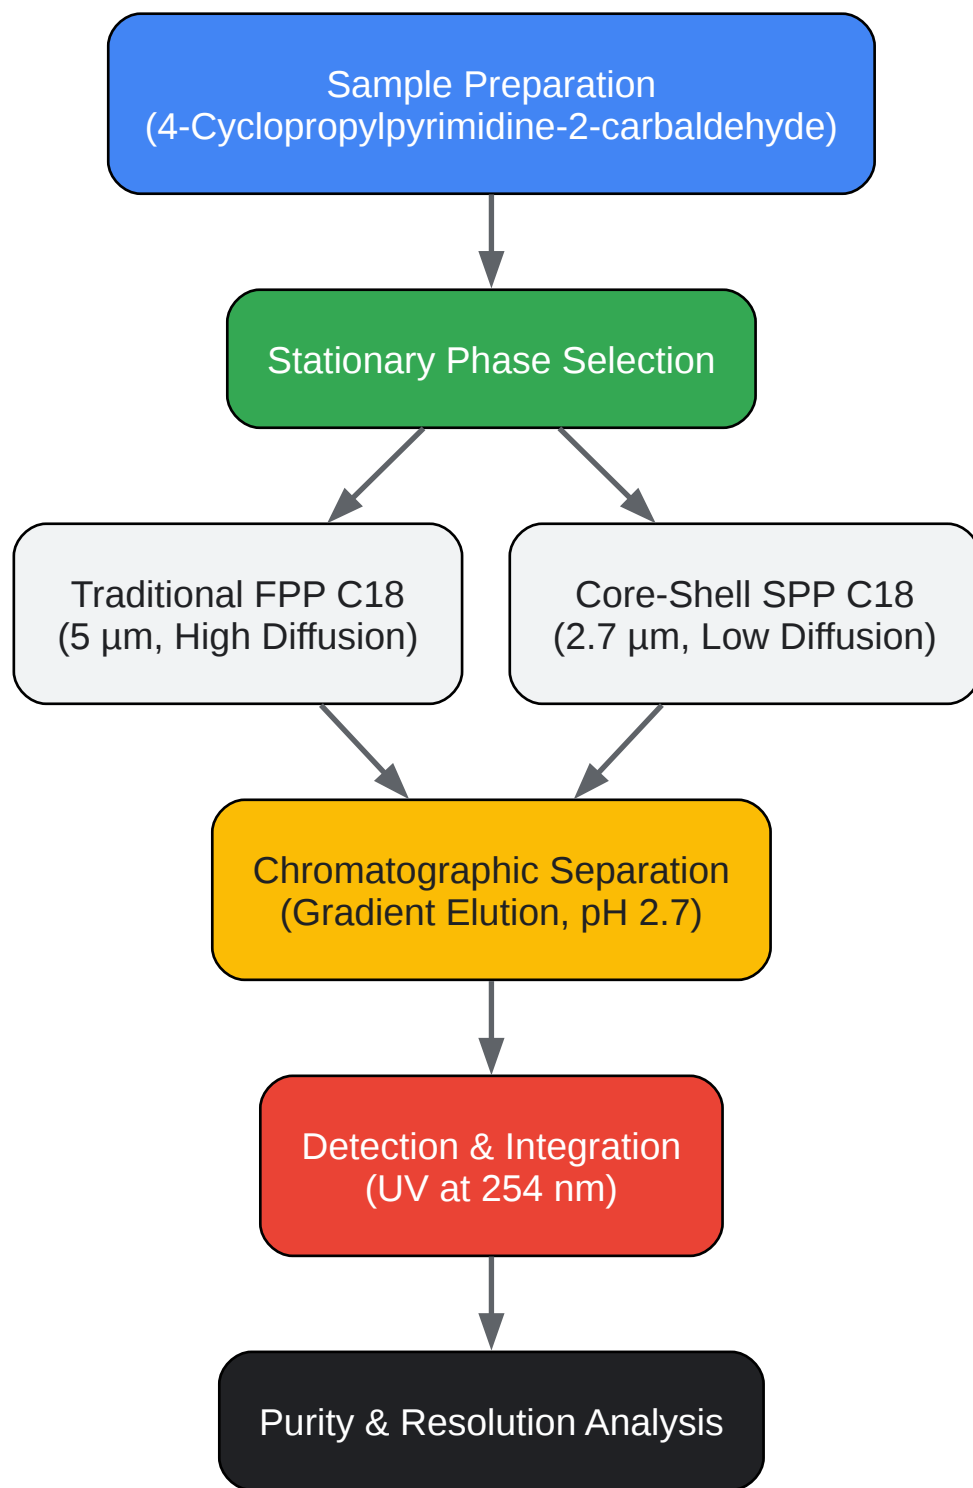 Sample Preparation
(4-Cyclopropylpyrimidine-2-carbaldehyde)
Stationary Phase Selection
Traditional FPP C18
(5 µm, High Diffusion)
Core-Shell SPP C18
(2.7 µm, Low Diffusion)
Chromatographic Separation
(Gradient Elution, pH 2.7)
Detection & Integration
(UV at 254 nm)
Purity & Resolution Analysis